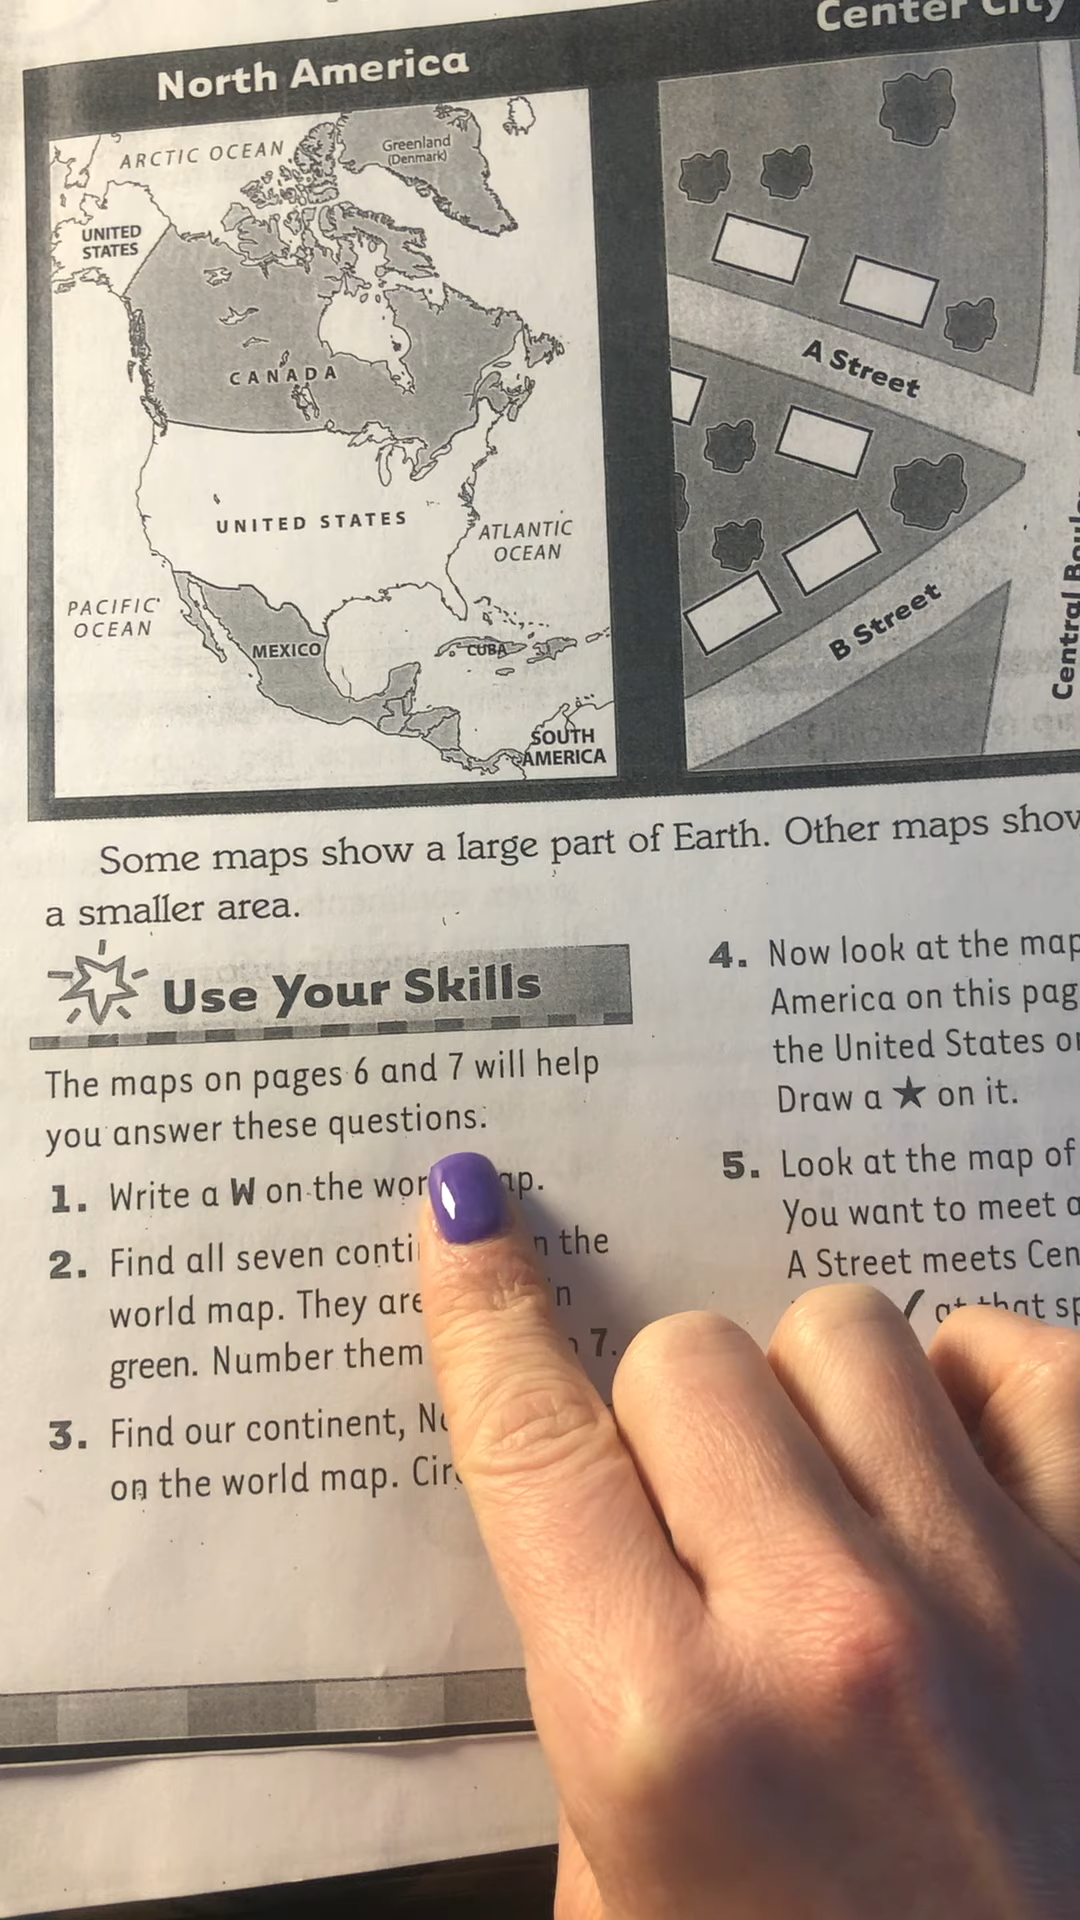 North America
ARCTIC OCEAN
Greenland
(Denmark)
UNITED
STATES
CANADA
UNITED STATES
ATLANTIC
OCEAN
PACIFIC
OCEAN
MEXICO
CUBA
SOUTH
AMERICA
Center City
A Street
B Street
Central
Some maps show a large part of Earth. Other maps show
a smaller area.
Use Your Skills
The maps on pages 6 and 7 will help
you answer these questions.
1. Write a W on the
2. Find all seven the
world map. They are in
green. Number them 7.
3. Find our continent,
on the world map.
4. Now look at the map
America on this
the United States
Draw a ★ on it.
5. Look at the map of
You want to meet
A Street meets
✓ at that